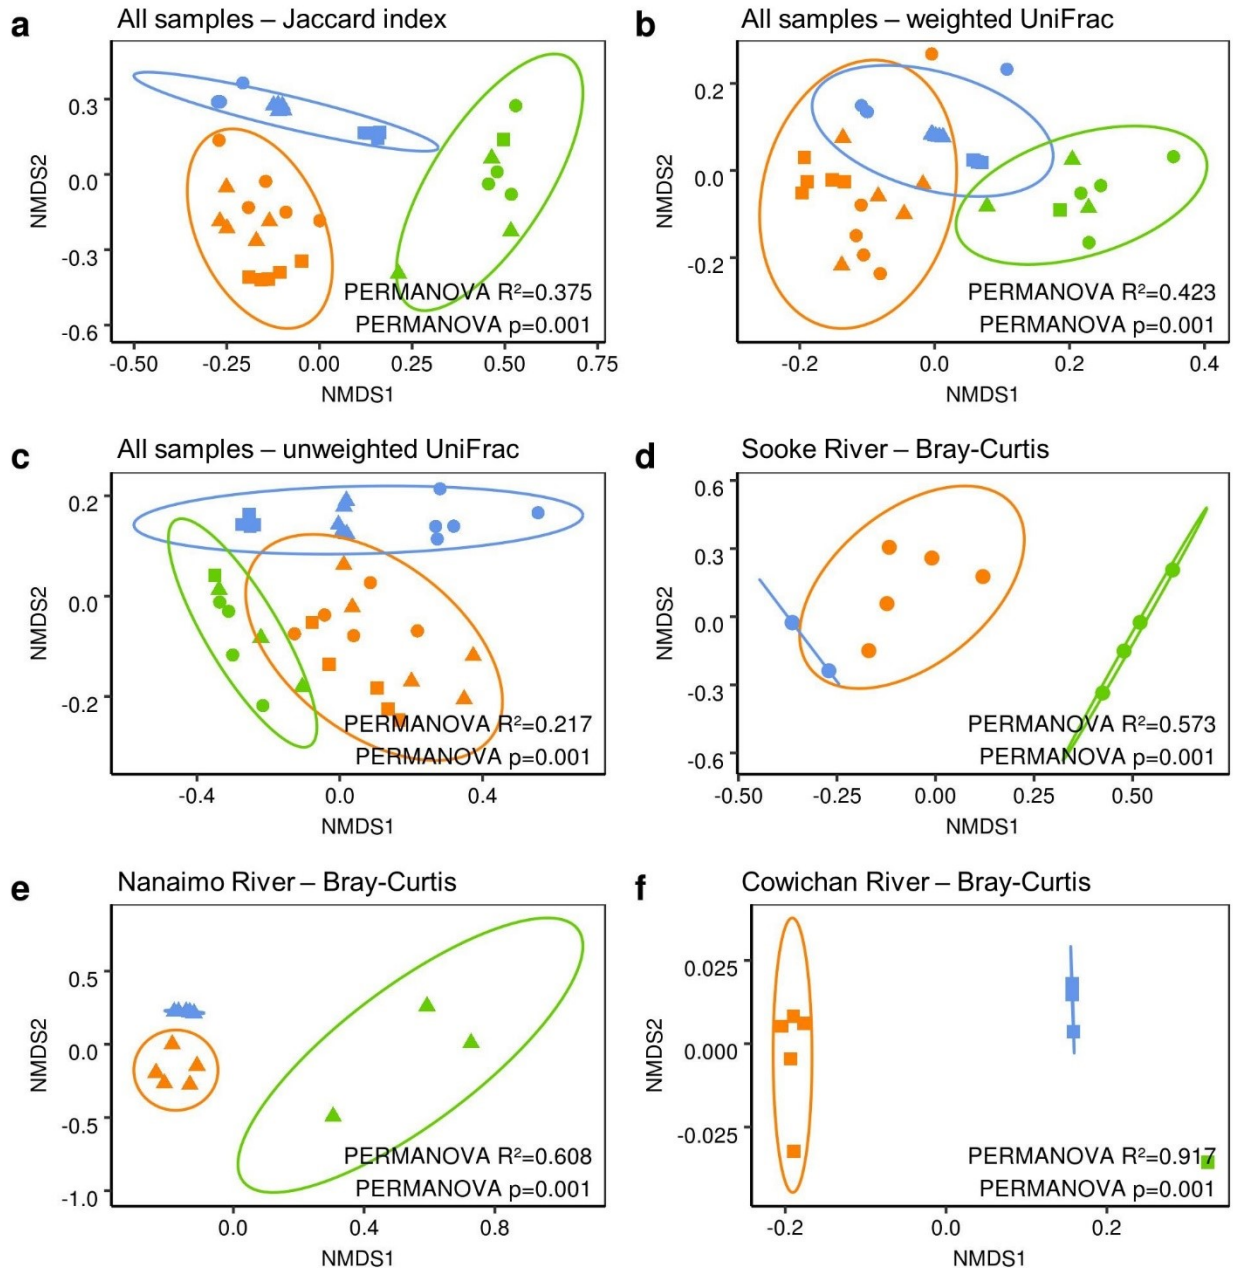 a All samples – Jaccard index
NMDS2
0.3
0.0
-0.3
-0.6
PERMANOVA R²=0.375
PERMANOVA p=0.001
-0.50 -0.25 0.00 0.25 0.50 0.75
NMDS1
b All samples – weighted UniFrac
NMDS2
0.2
0.0
-0.2
PERMANOVA R²=0.423
PERMANOVA p=0.001
-0.2 0.0 0.2 0.4
NMDS1
c All samples – unweighted UniFrac
NMDS2
0.2
0.0
-0.2
PERMANOVA R²=0.217
PERMANOVA p=0.001
-0.4 0.0 0.4
NMDS1
d Sooke River – Bray-Curtis
NMDS2
0.6
0.3
0.0
-0.3
-0.6
PERMANOVA R²=0.573
PERMANOVA p=0.001
-0.50 -0.25 0.00 0.25 0.50
NMDS1
e Nanaimo River – Bray-Curtis
NMDS2
0.5
0.0
-0.5
-1.0
PERMANOVA R²=0.608
PERMANOVA p=0.001
0.0 0.4 0.8
NMDS1
f Cowichan River – Bray-Curtis
NMDS2
0.025
0.000
-0.025
PERMANOVA R²=0.917
PERMANOVA p=0.001
-0.2 0.0 0.2
NMDS1